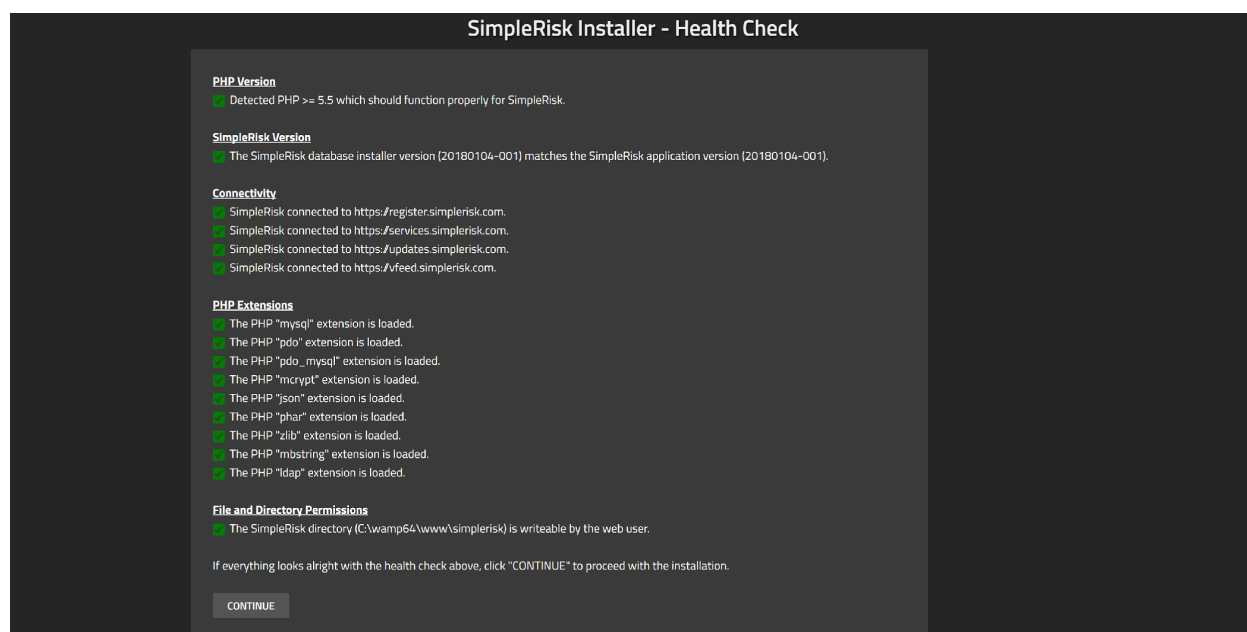 SimpleRisk Installer - Health Check
PHP Version
Detected PHP >= 5.5 which should function properly for SimpleRisk.
SimpleRisk Version
The SimpleRisk database installer version (20180104-001) matches the SimpleRisk application version (20180104-001).
Connectivity
SimpleRisk connected to https://register.simplerisk.com.
SimpleRisk connected to https://services.simplerisk.com.
SimpleRisk connected to https://updates.simplerisk.com.
SimpleRisk connected to https://vfeed.simplerisk.com.
PHP Extensions
The PHP "mysql" extension is loaded.
The PHP "pdo" extension is loaded.
The PHP "pdo_mysql" extension is loaded.
The PHP "mcrypt" extension is loaded.
The PHP "json" extension is loaded.
The PHP "phar" extension is loaded.
The PHP "zlib" extension is loaded.
The PHP "mbstring" extension is loaded.
The PHP "ldap" extension is loaded.
File and Directory Permissions
The SimpleRisk directory (C:\wamp64\www\simplerisk) is writeable by the web user.
If everything looks alright with the health check above, click "CONTINUE" to proceed with the installation.
CONTINUE